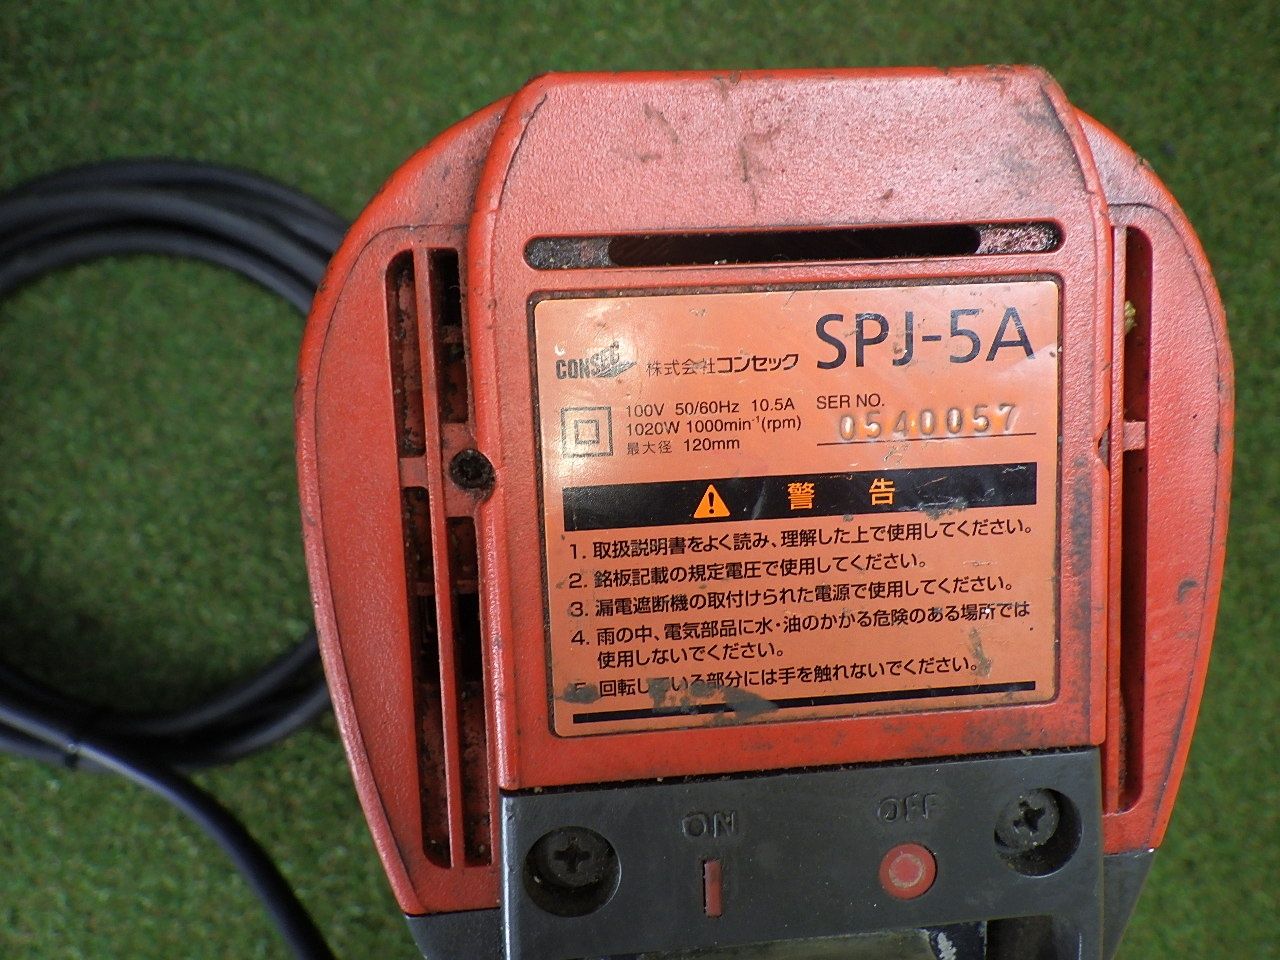 CONSEC 株式会社コンセック SPJ-5A
100V 50/60Hz 10.5A
1020W 1000min⁻¹(rpm)
最大径 120mm
SER NO.
0540057
警告
1. 取扱説明書をよく読み、理解した上で使用してください。
2. 銘板記載の規定電圧で使用してください。
3. 漏電遮断機の取付けられた電源で使用してください。
4. 雨の中、電気部品に水・油のかかる危険のある場所では
使用しないでください。
5. 回転している部分には手を触れないでください。
ON OFF